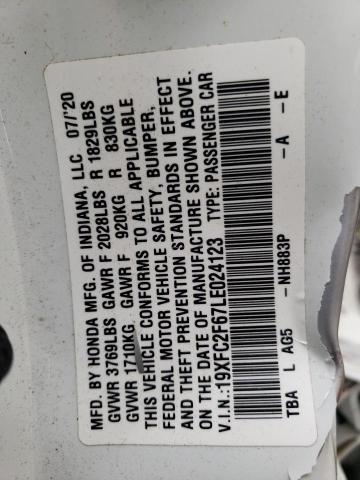 MFD. BY HONDA MFG. OF INDIANA, LLC 07/'20
GVWR 3769LBS GAWR F 2028LBS R 1829LBS
GVWR 1710KG GAWR F 920KG R 830KG
THIS VEHICLE CONFORMS TO ALL APPLICABLE
FEDERAL MOTOR VEHICLE SAFETY, BUMPER,
AND THEFT PREVENTION STANDARDS IN EFFECT
ON THE DATE OF MANUFACTURE SHOWN ABOVE.
V.I.N.:19XFC2F67LE024123 TYPE: PASSENGER CAR
TBA L AG5 -NH883P -A -E